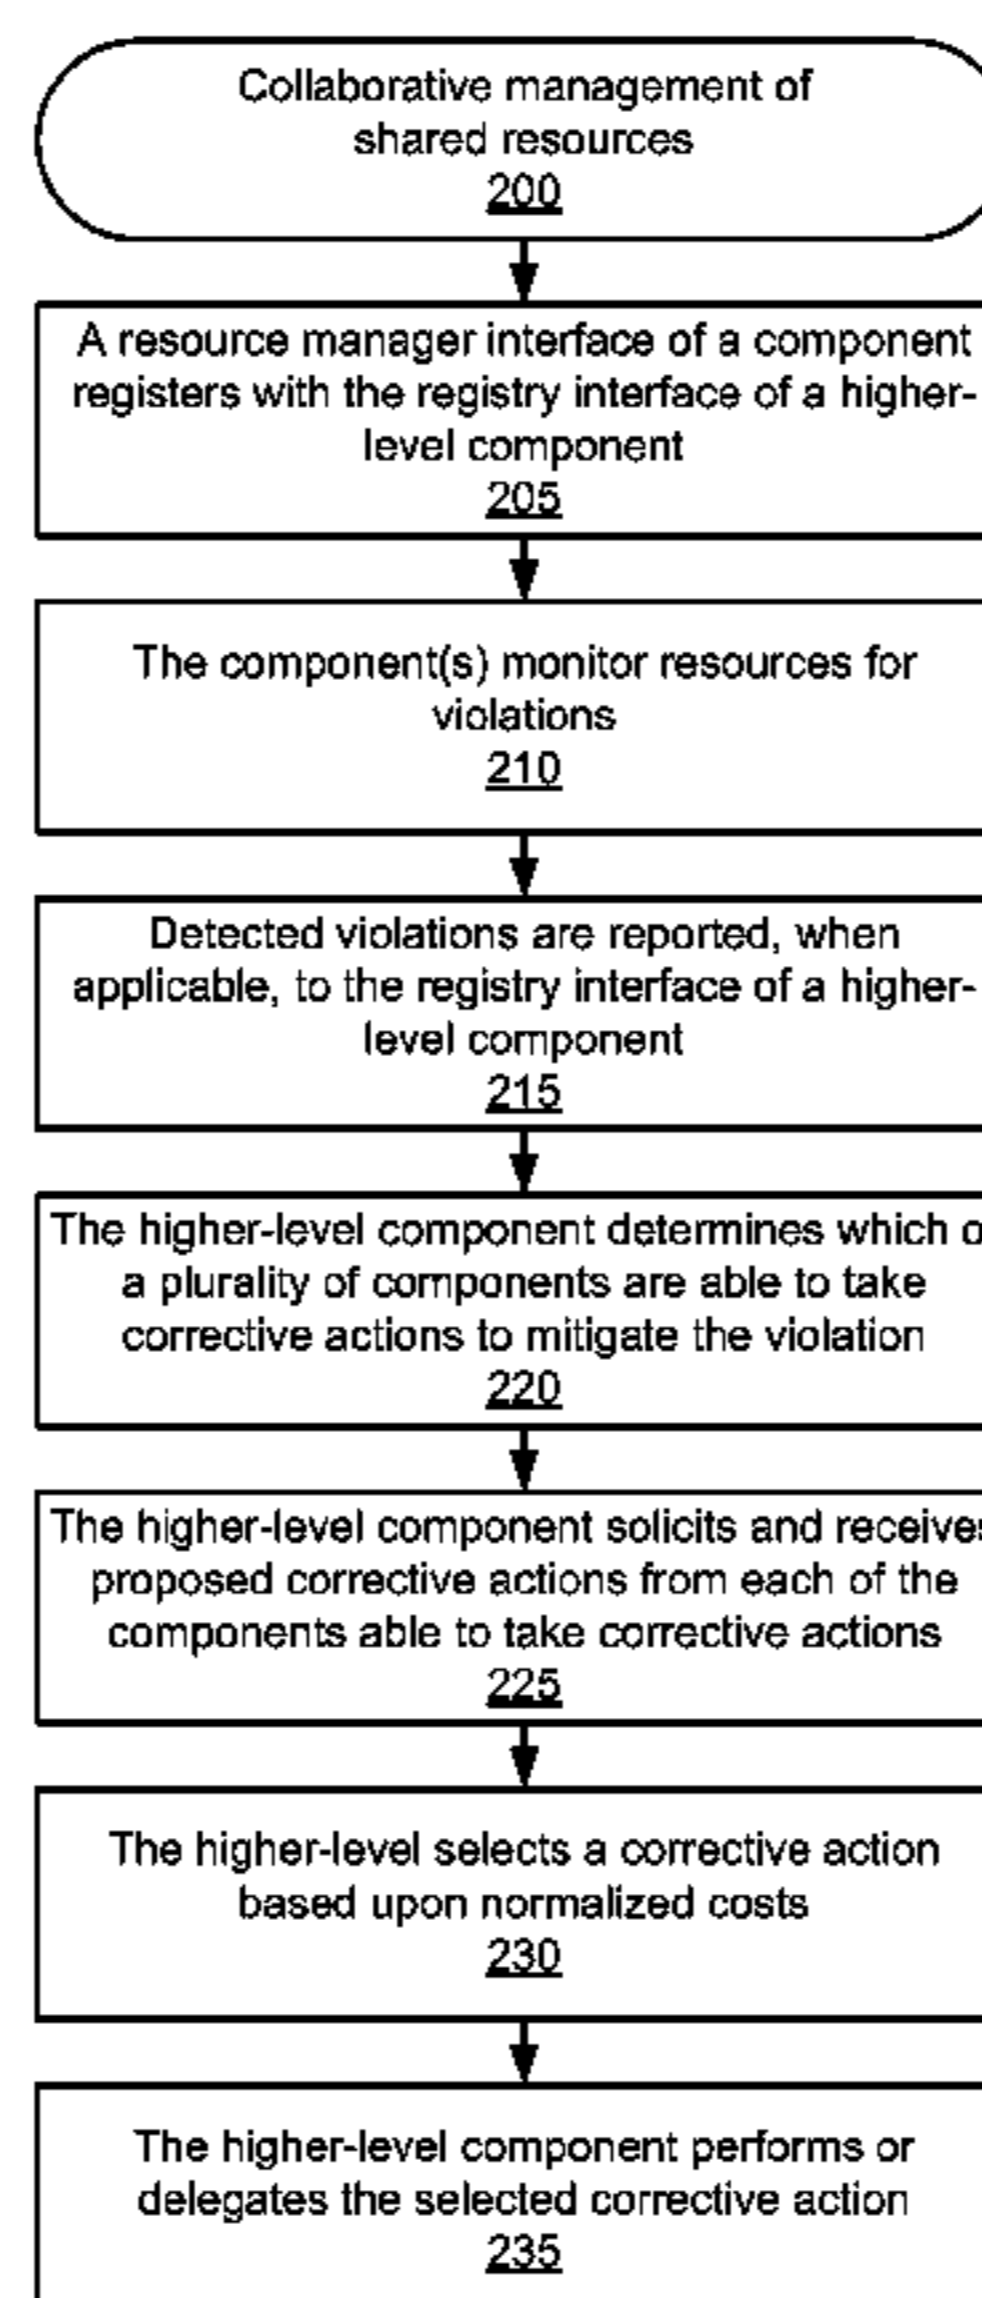 Collaborative management of
shared resources
200
A resource manager interface of a component
registers with the registry interface of a higher-
level component
205
The component(s) monitor resources for
violations
210
Detected violations are reported, when
applicable, to the registry interface of a higher-
level component
215
The higher-level component determines which
a plurality of components are able to take
corrective actions to mitigate the violation
220
The higher-level component solicits and receives
proposed corrective actions from each of the
components able to take corrective actions
225
The higher-level selects a corrective action
based upon normalized costs
230
The higher-level component performs or
delegates the selected corrective action
235